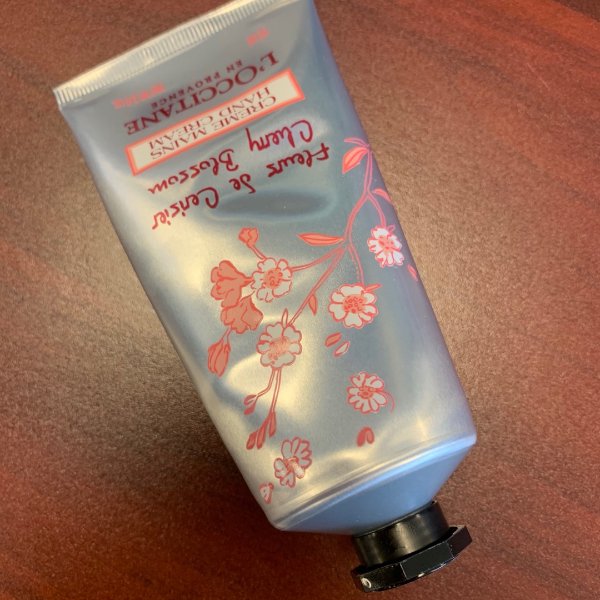 L'OCCITANE
EN PROVENCE
CRÈME MAINS
HAND CREAM
Fleurs de Cerisier
Cherry Blossom